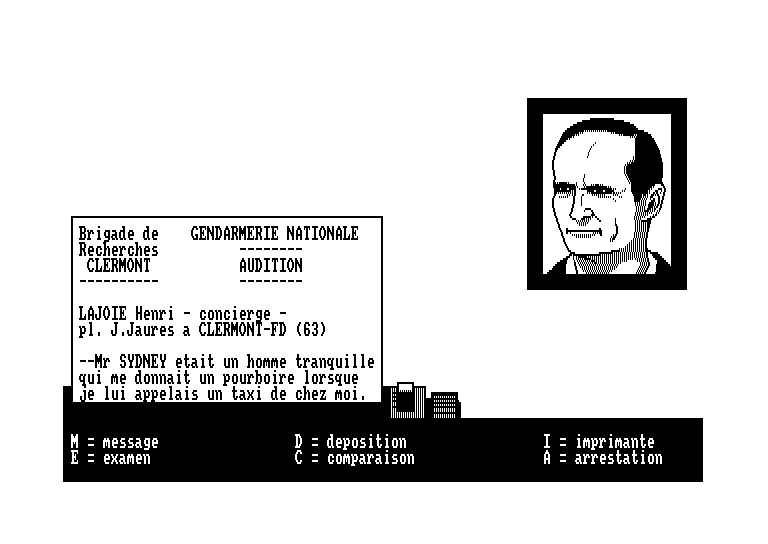 Brigade de    GENDARMERIE NATIONALE
Recherches          --------
 CLERMONT           AUDITION
----------          --------
LAJOIE Henri - concierge -
pl. J.Jaures a CLERMONT-FD (63)
--Mr SYDNEY etait un homme tranquille
qui me donnait un pourboire lorsque
je lui appelais un taxi de chez moi.
M = message    D = deposition    I = imprimante
E = examen    C = comparaison    A = arrestation